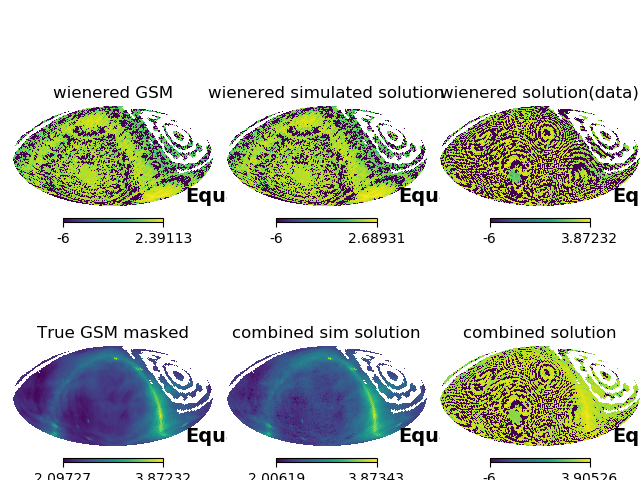 wienered GSM
wienered simulated solution
wienered solution(data)
Equ
Equ
Eq
-6
2.39113
-6
2.68931
-6
3.87232
True GSM masked
combined sim solution
combined solution
Equ
Equ
Eq
2.09727
3.87232
2.00619
3.87343
-6
3.90526